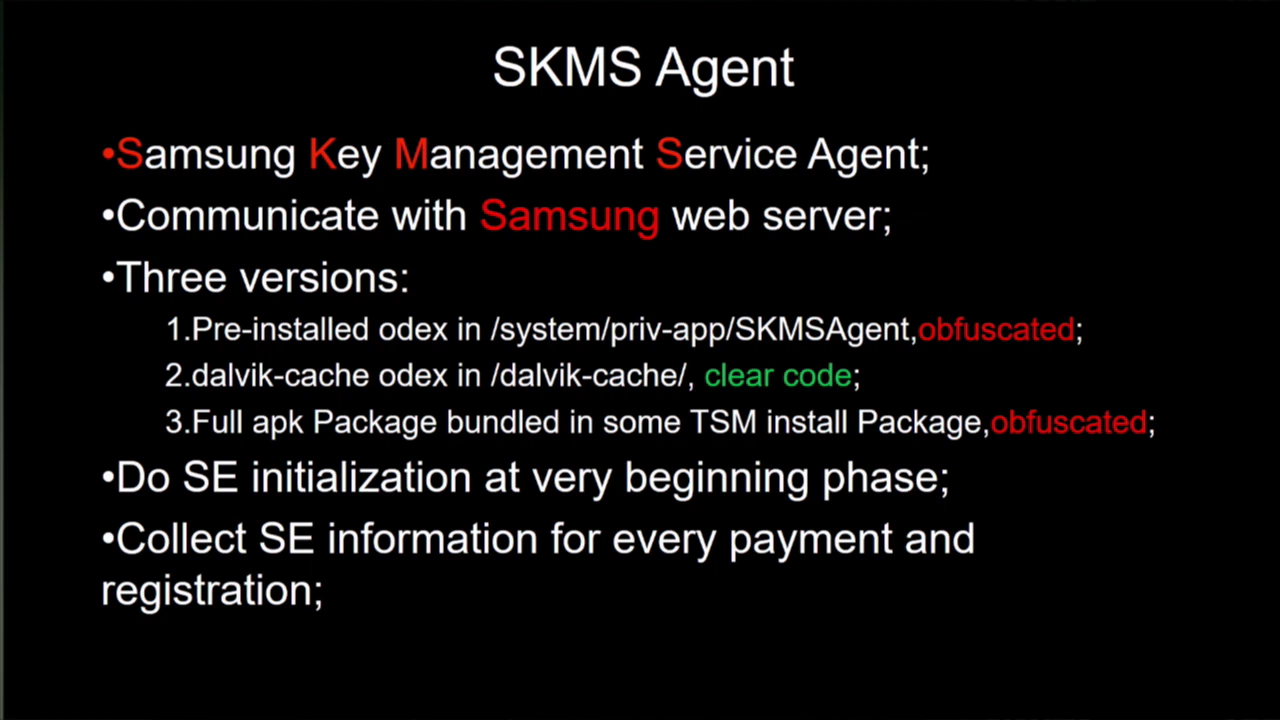 SKMS Agent
•Samsung Key Management Service Agent;
•Communicate with Samsung web server;
•Three versions:
1.Pre-installed odex in /system/priv-app/SKMSAgent,obfuscated;
2.dalvik-cache odex in /dalvik-cache/, clear code;
3.Full apk Package bundled in some TSM install Package,obfuscated;
•Do SE initialization at very beginning phase;
•Collect SE information for every payment and
registration;